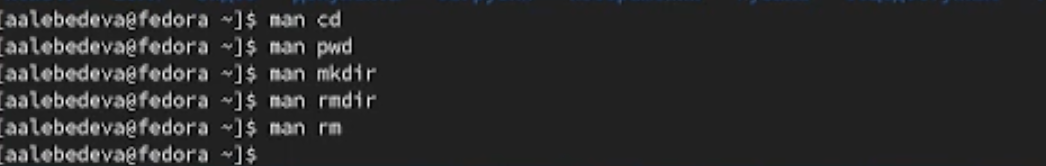 [aalebedeva@fedora ~]$ man cd
[aalebedeva@fedora ~]$ man pwd
[aalebedeva@fedora ~]$ man mkdir
[aalebedeva@fedora ~]$ man rmdir
[aalebedeva@fedora ~]$ man rm
[aalebedeva@fedora ~]$